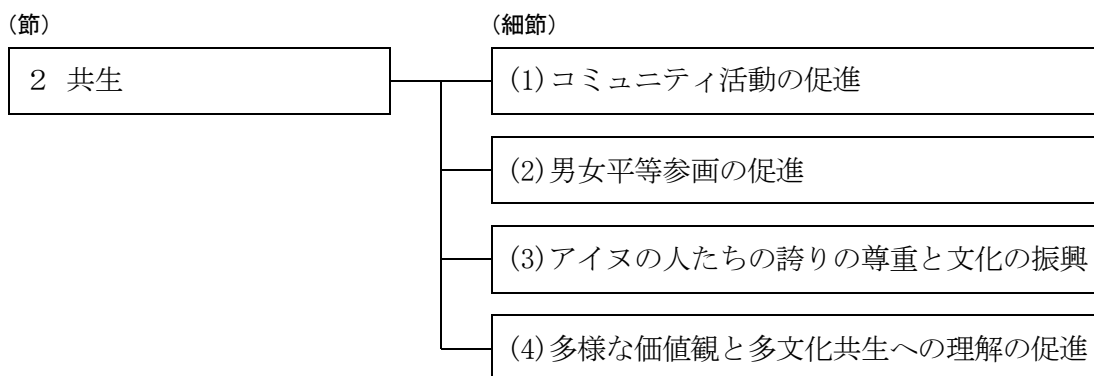 (節)
(細節)
２ 共生
(1)コミュニティ活動の促進
(2)男女平等参画の促進
(3)アイヌの人たちの誇りの尊重と文化の振興
(4)多様な価値観と多文化共生への理解の促進